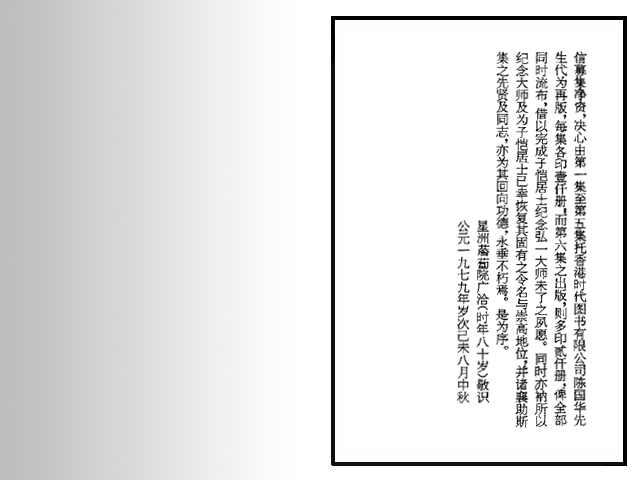 信募集净资，决心由第一集至第五集托香港时代图书有限公司陈国华先
生代为再版，每集各印壹仟册，而第六集之出版，则多印贰仟册，俾全部
同时流布，借以完成子恺居士纪念弘一大师未了之夙愿。同时亦衲所以
纪念大师及为子恺居士已幸恢复其固有之令名与崇高地位，并诸襄助斯
集之先贤及同志，亦为其回向功德，永垂不朽焉。是为序。
星洲薝蔔院广洽（时年八十岁）敬识
公元一九七九年岁次己未八月中秋